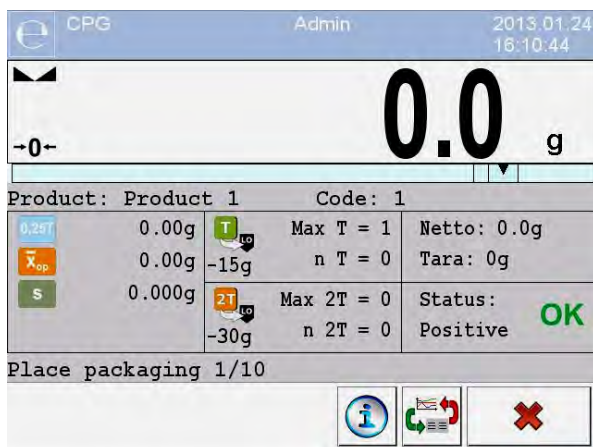 e CPG Admin 2013.01.24
16:10:44
0.0 g
→0←
Product: Product 1 Code: 1
0,25T 0.00g T LO Max T = 1 Netto: 0.0g
X̅op 0.00g -15g n T = 0 Tara: 0g
S 0.000g 2T LO Max 2T = 0 Status: OK
-30g n 2T = 0 Positive
Place packaging 1/10
i